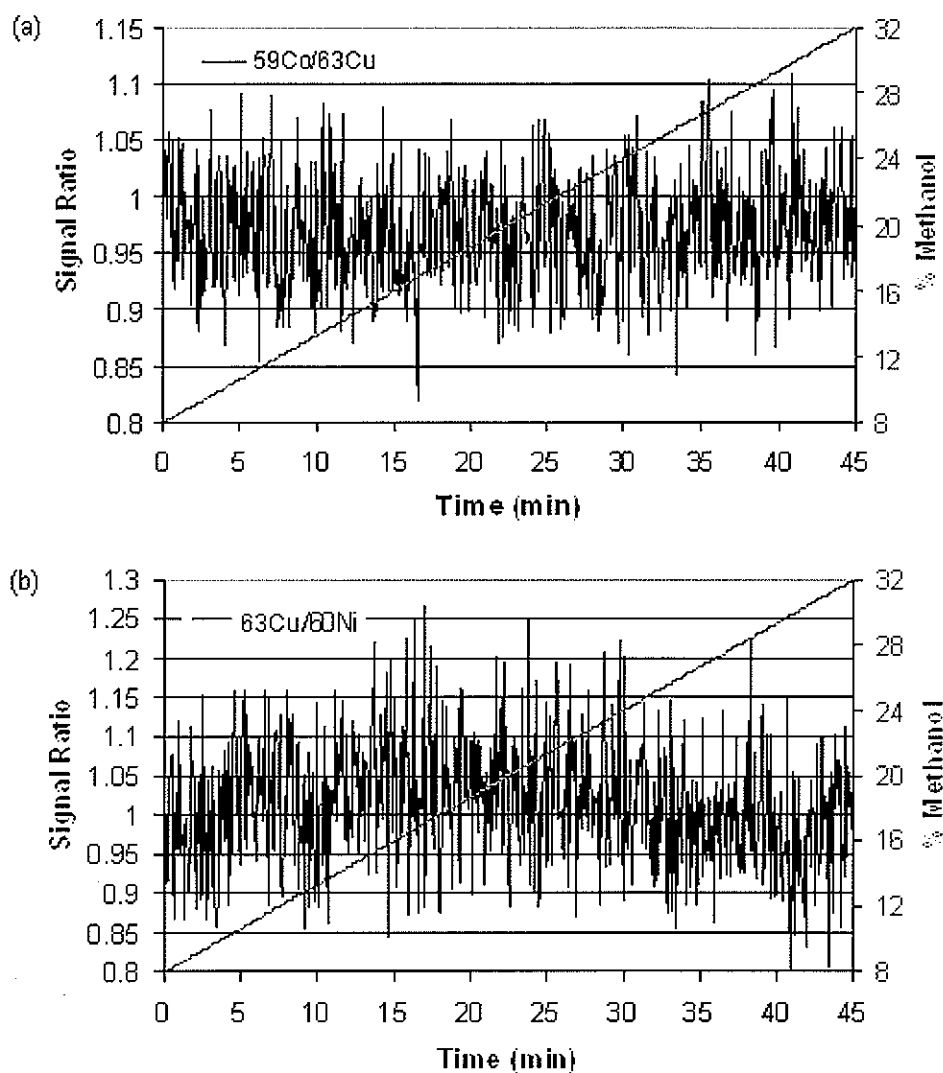 (a)
1.15
1.1
1.05
1
0.95
0.9
0.85
0.8
Signal Ratio
59Co/63Cu
32
28
24
20
16
12
8
% Methanol
0 5 10 15 20 25 30 35 40 45
Time (min)
(b)
1.3
1.25
1.2
1.15
1.1
1.05
1
0.95
0.9
0.85
0.8
Signal Ratio
63Cu/60Ni
32
28
24
20
16
12
8
% Methanol
0 5 10 15 20 25 30 35 40 45
Time (min)